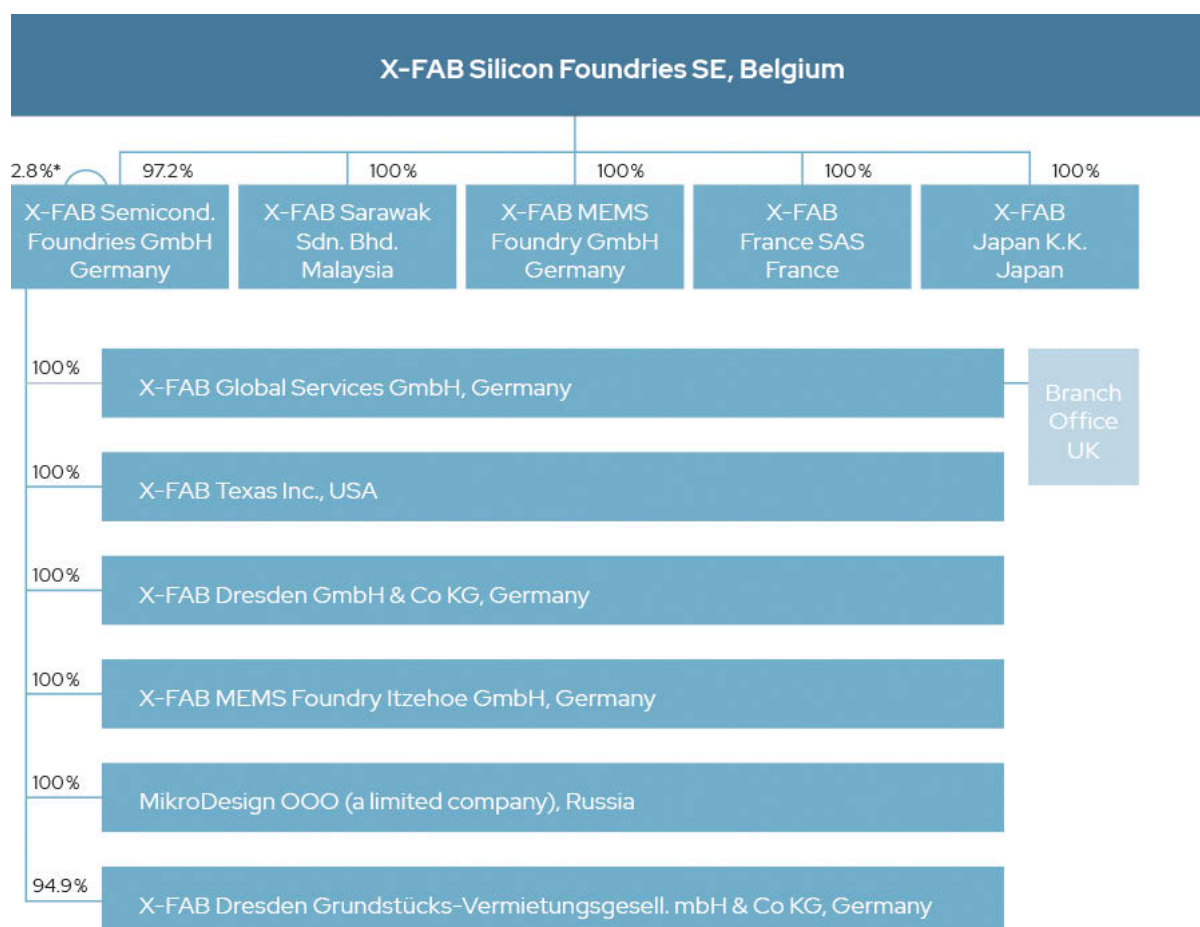 X-FAB Silicon Foundries SE, Belgium
2.8%* 97.2% 100% 100% 100% 100%
X-FAB Semicond.
Foundries GmbH
Germany
X-FAB Sarawak
Sdn. Bhd.
Malaysia
X-FAB MEMS
Foundry GmbH
Germany
X-FAB
France SAS
France
X-FAB
Japan K.K.
Japan
100%
X-FAB Global Services GmbH, Germany
Branch
Office
UK
100%
X-FAB Texas Inc., USA
100%
X-FAB Dresden GmbH & Co KG, Germany
100%
X-FAB MEMS Foundry Itzehoe GmbH, Germany
100%
MikroDesign OOO (a limited company), Russia
94.9%
X-FAB Dresden Grundstücks-Vermietungsgesell. mbH & Co KG, Germany